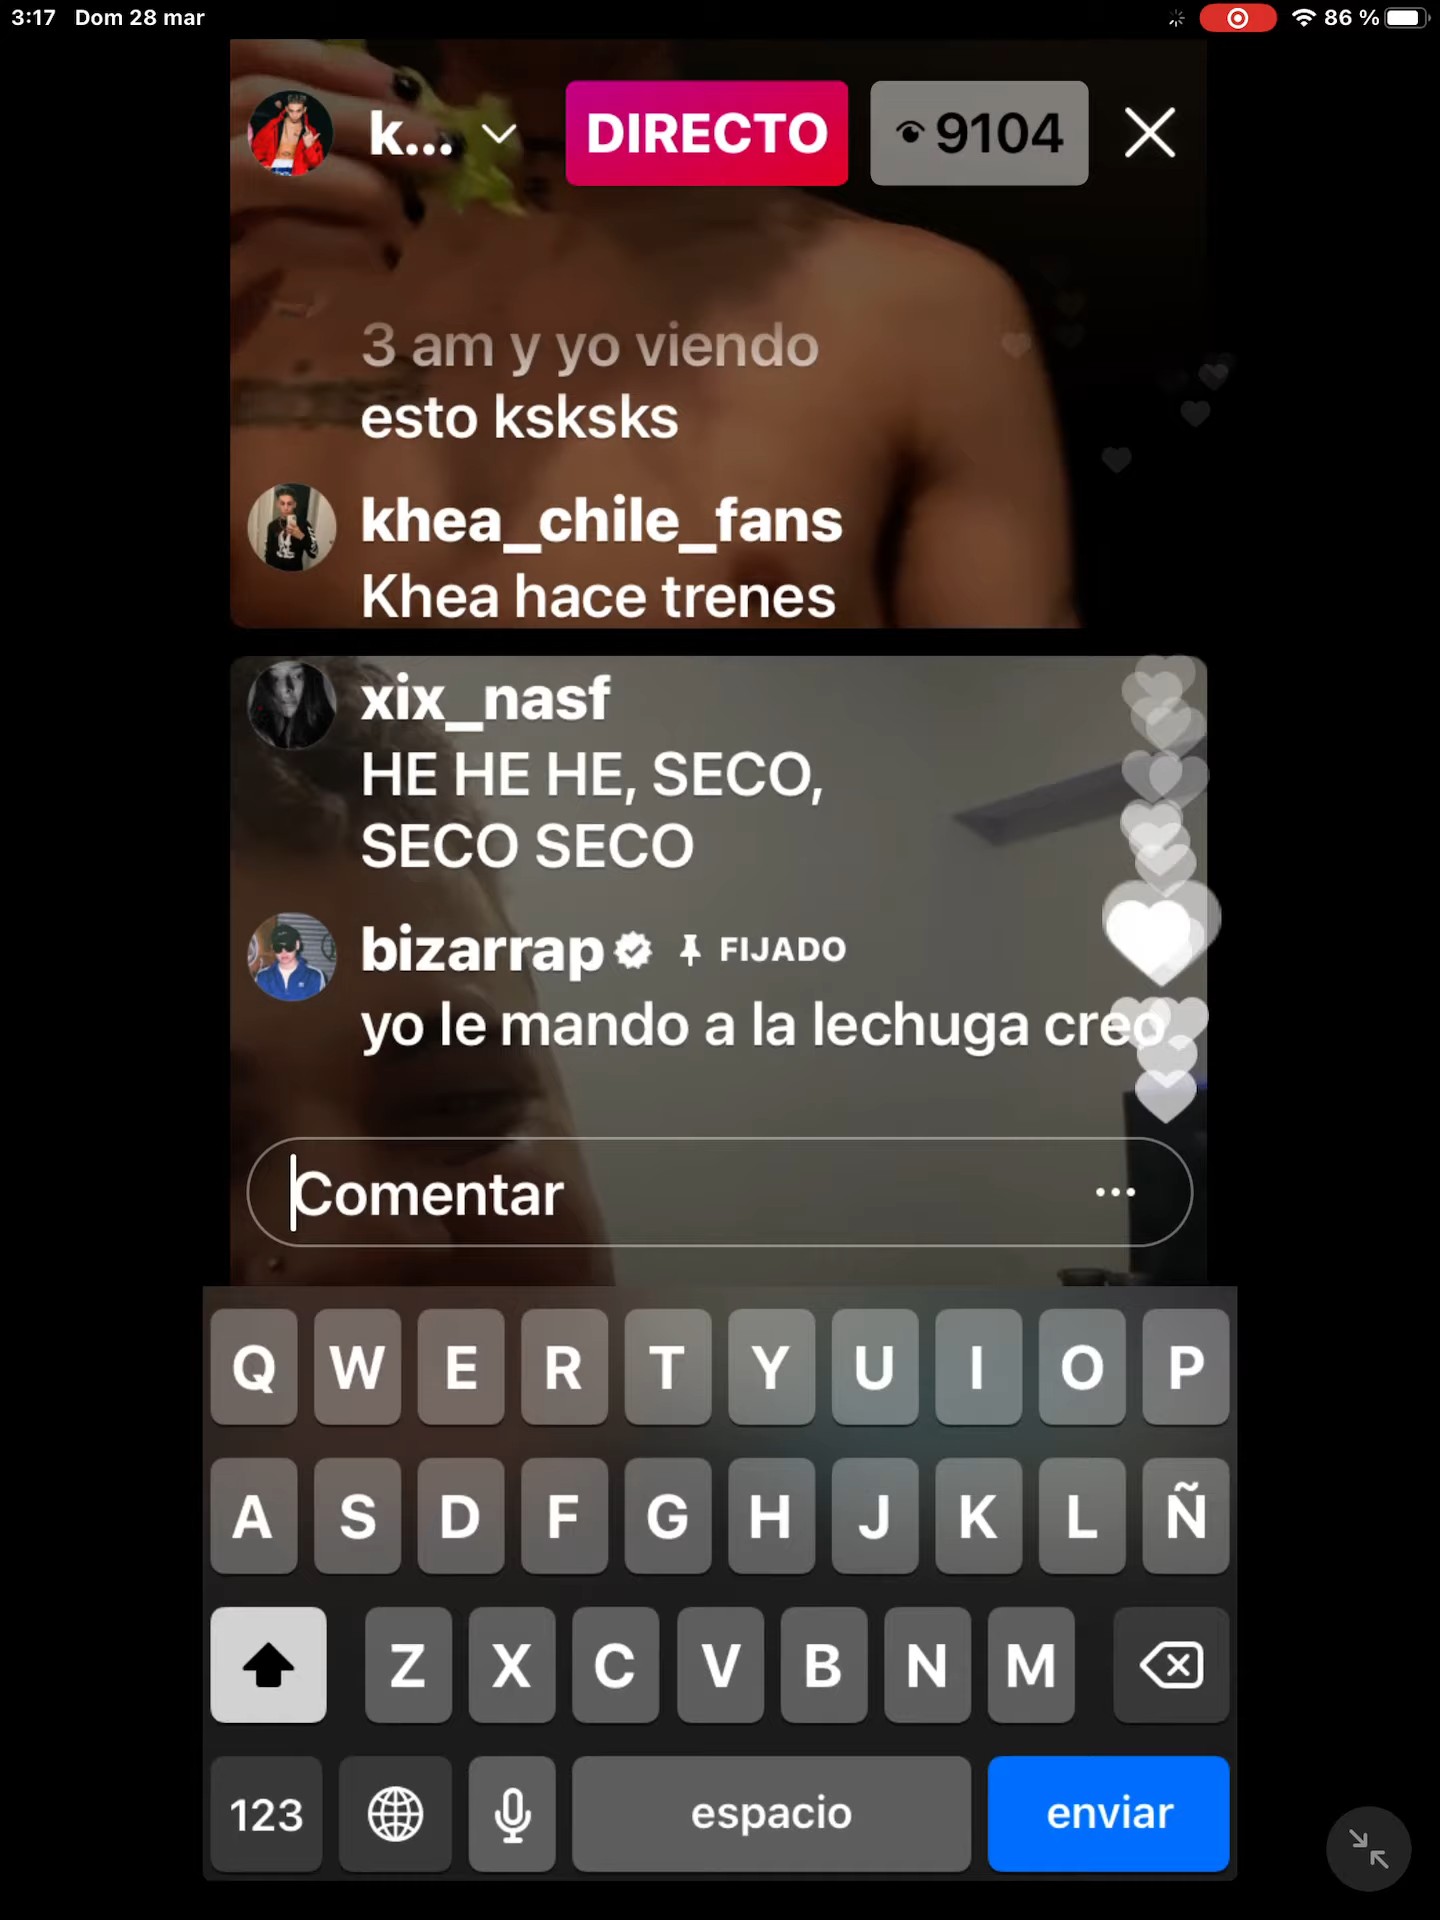 3:17 Dom 28 mar 86 %
k... DIRECTO 9104
3 am y yo viendo
esto ksksks
khea_chile_fans
Khea hace trenes
xix_nasf
HE HE HE, SECO,
SECO SECO
bizarrap FIJADO
yo le mando a la lechuga creo
Comentar ...
Q W E R T Y U I O P
A S D F G H J K L Ñ
Z X C V B N M
123 espacio enviar